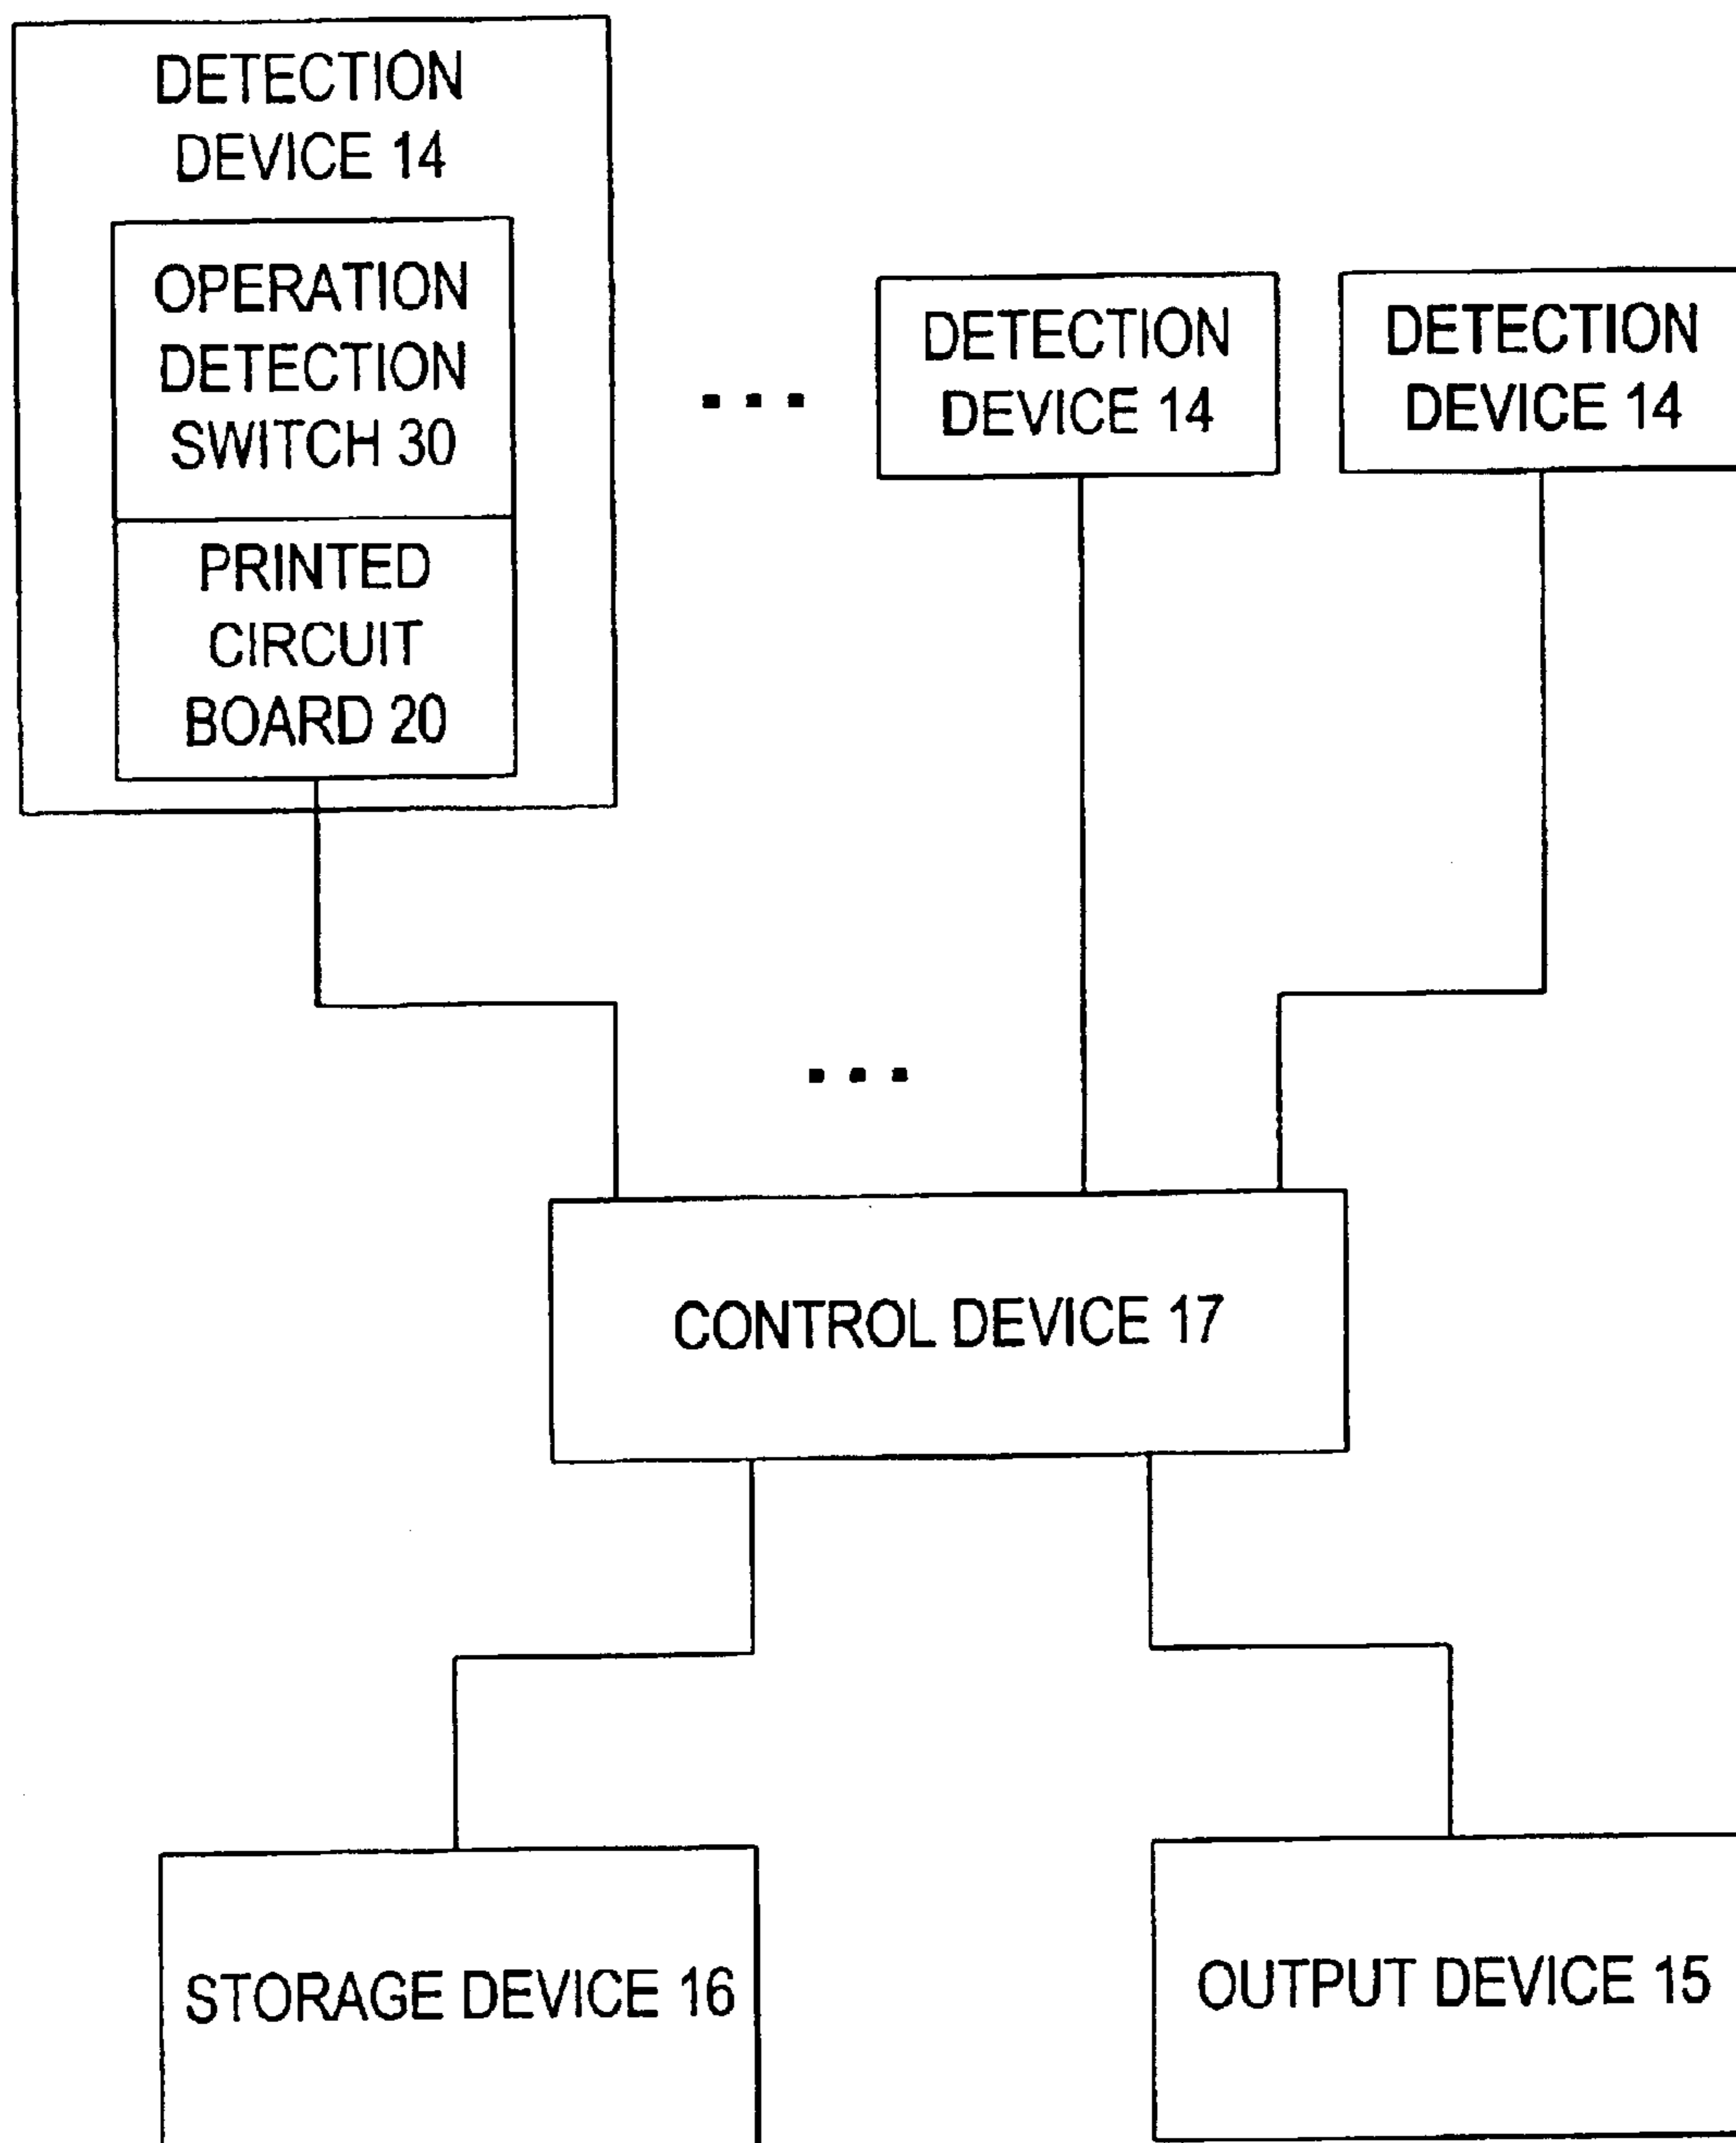 DETECTION
DEVICE 14
OPERATION
DETECTION
SWITCH 30
PRINTED
CIRCUIT
BOARD 20
...
DETECTION
DEVICE 14
DETECTION
DEVICE 14
...
CONTROL DEVICE 17
STORAGE DEVICE 16
OUTPUT DEVICE 15